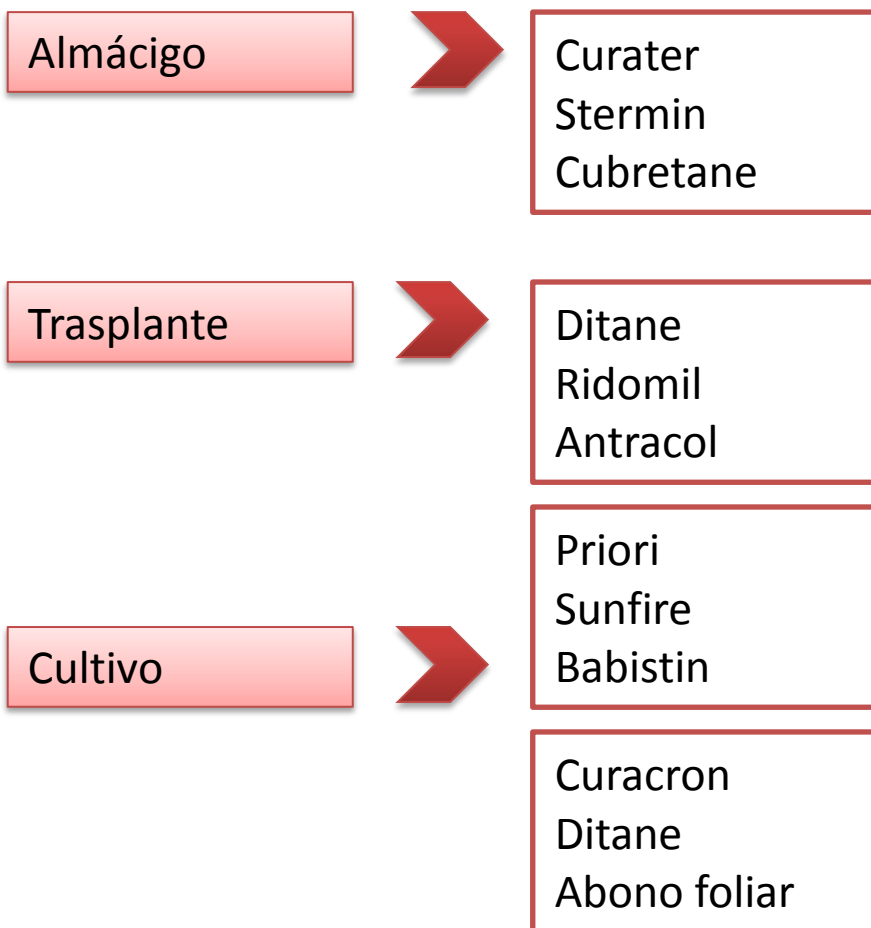 Almácigo
Curater
Stermin
Cubretane
Trasplante
Ditane
Ridomil
Antracol
Cultivo
Priori
Sunfire
Babistin
Curacron
Ditane
Abono foliar